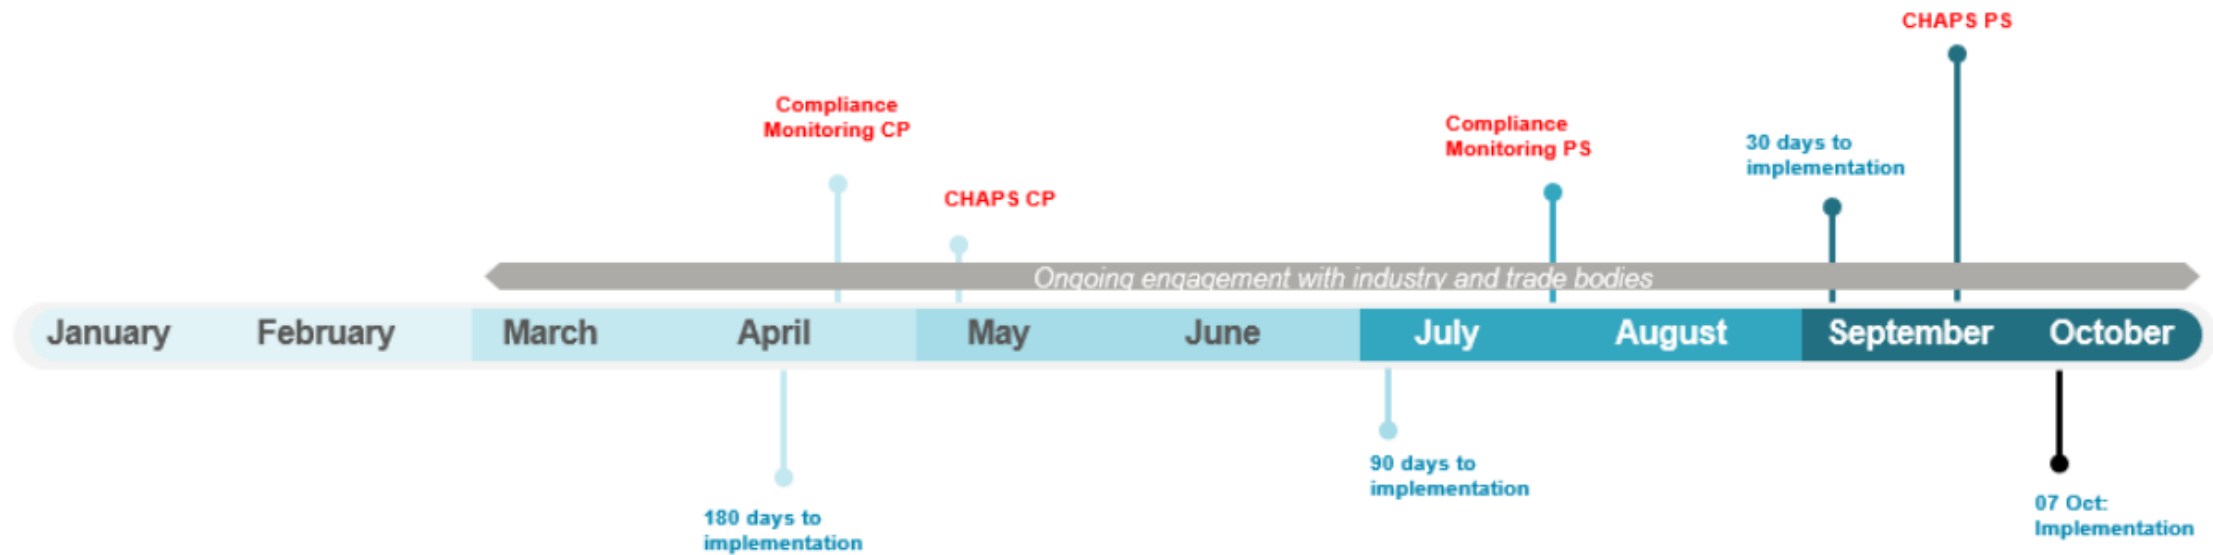 CHAPS PS
Compliance
Monitoring CP
Compliance
Monitoring PS
30 days to
implementation
CHAPS CP
Ongoing engagement with industry and trade bodies
January February March April May June July August September October
90 days to
implementation
180 days to
implementation
07 Oct:
Implementation